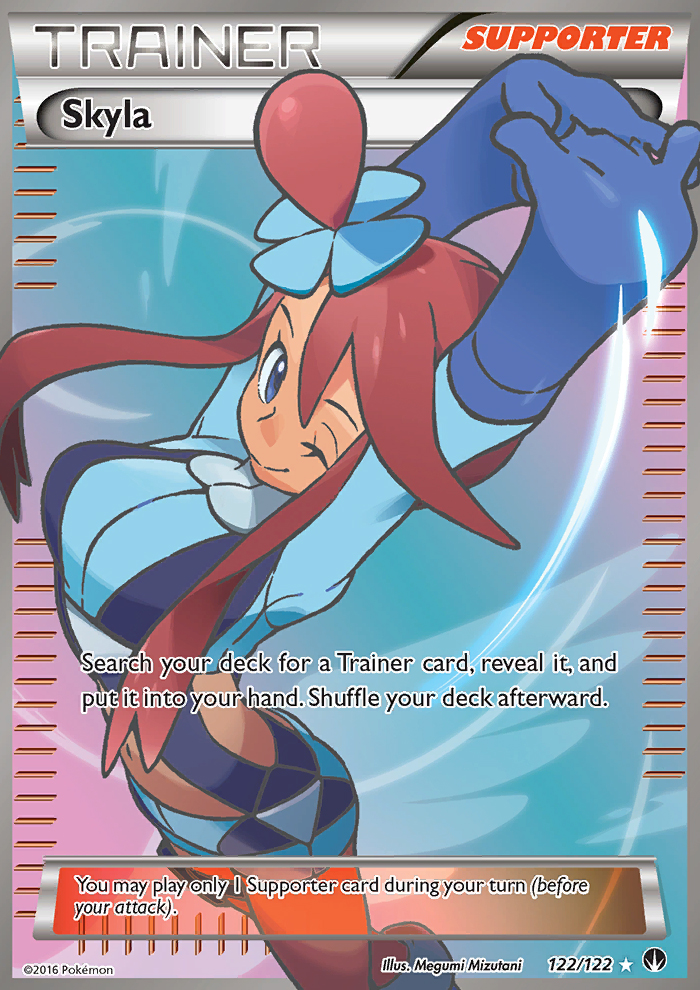 TRAINER SUPPORTER
Skyla
Search your deck for a Trainer card, reveal it, and
put it into your hand. Shuffle your deck afterward.
You may play only 1 Supporter card during your turn (before
your attack).
©2016 Pokémon Illus. Megumi Mizutani 122/122 ★